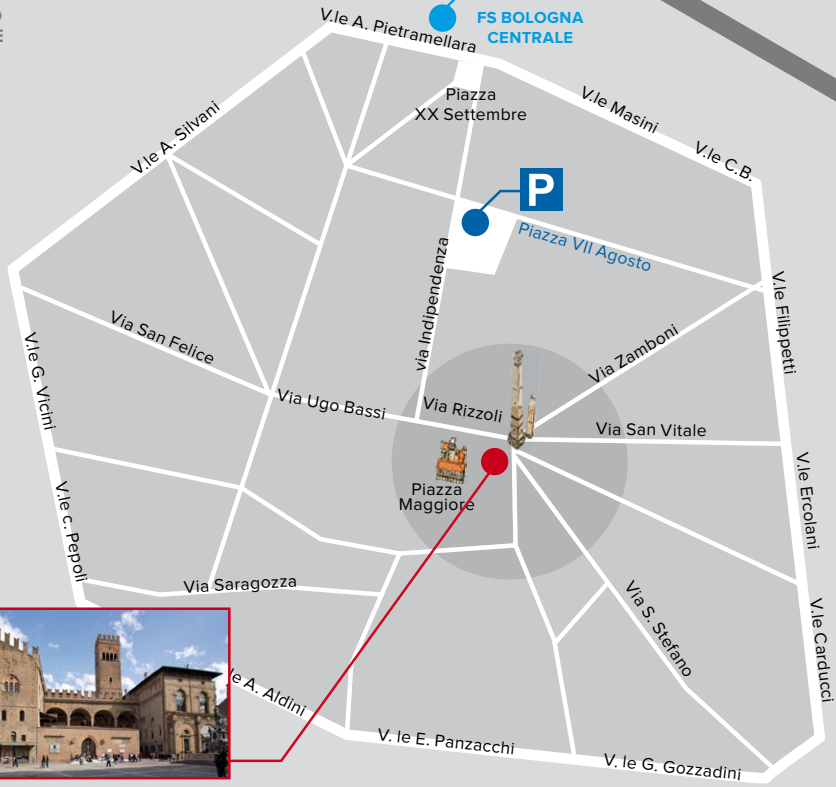 V.le A. Pietramellara
FS BOLOGNA
CENTRALE
Piazza
XX Settembre
V.le Masini
V.le C.B.
V.le A. Silvani
P
Piazza VII Agosto
via Indipendenza
V.le Filippetti
Via San Felice
Via Zamboni
V.le G. Vicini
Via Ugo Bassi
Via Rizzoli
Via San Vitale
Piazza
Maggiore
V.le Ercolani
V.le c. Pepoli
Via Saragozza
Via S. Stefano
V.le Carducci
le A. Aldini
V. le E. Panzacchi
V. le G. Gozzadini